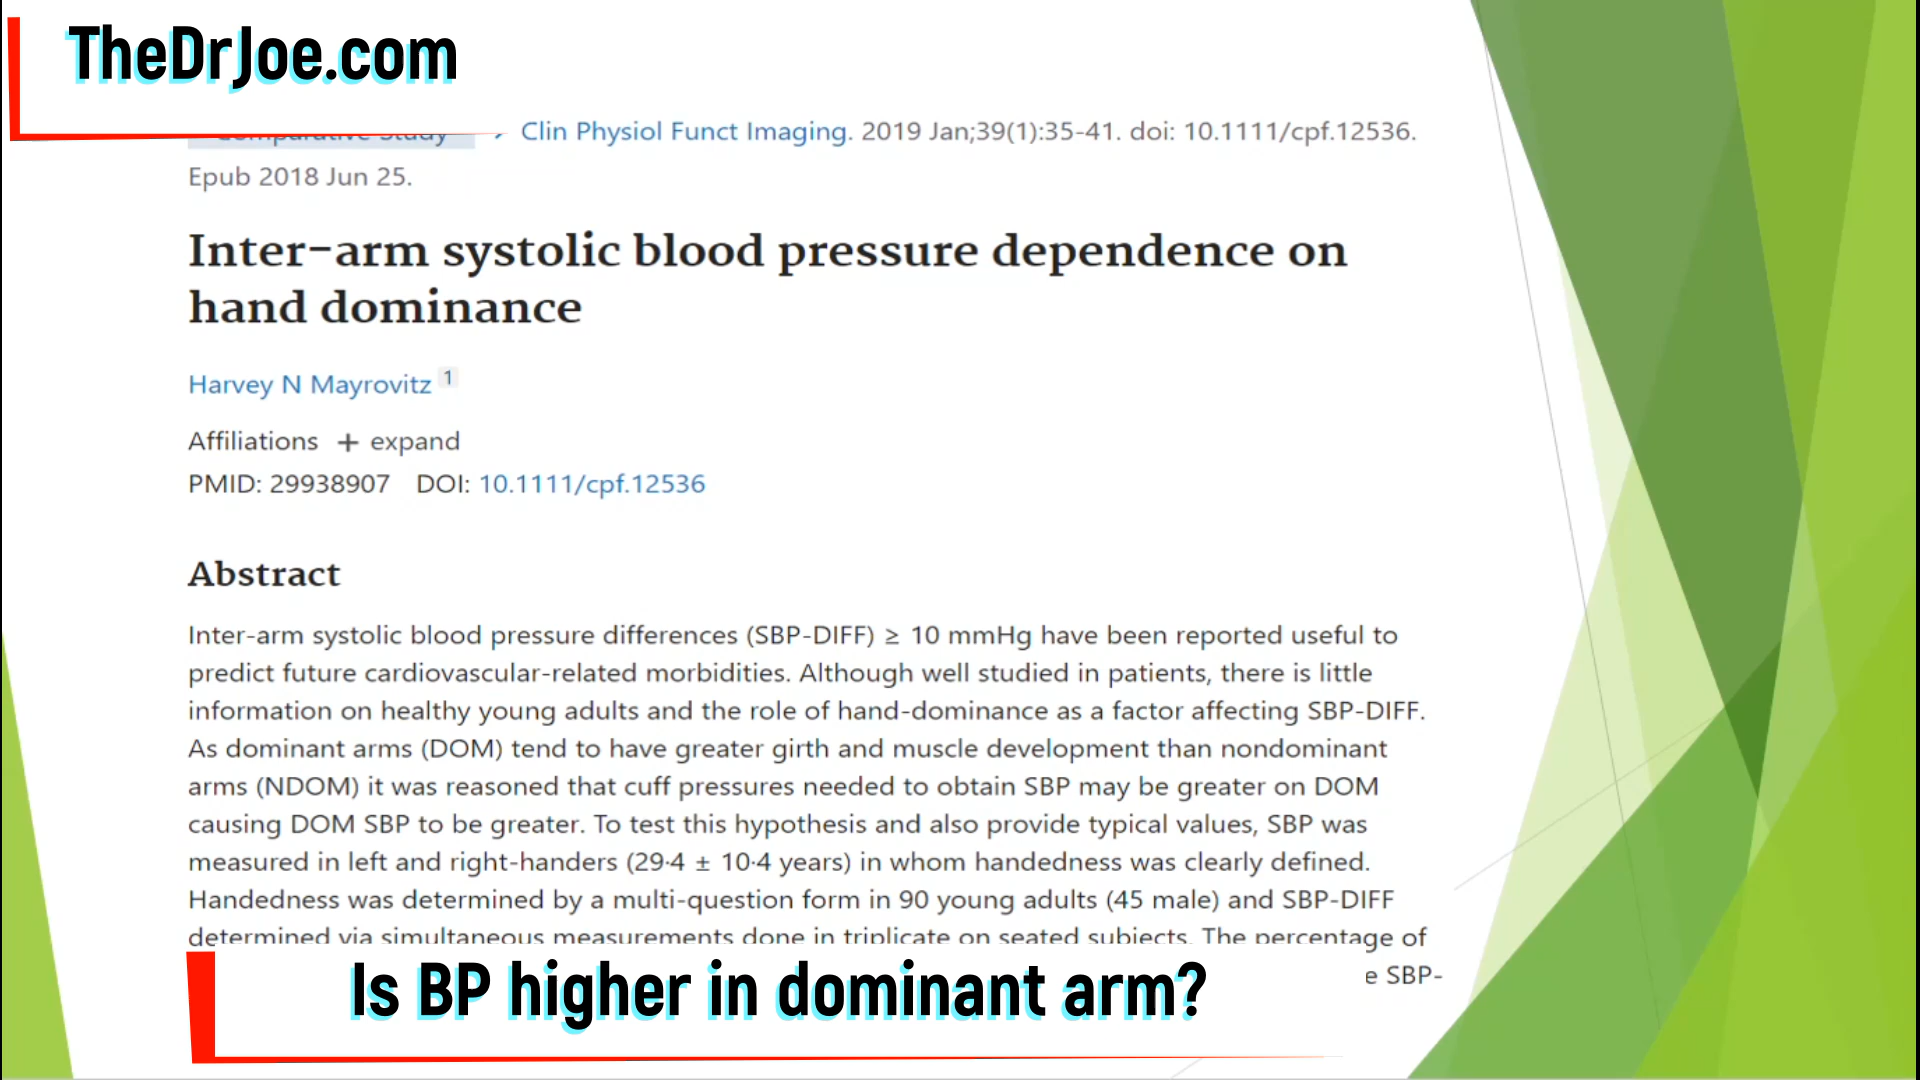 TheDrJoe.com
Comparative Study > Clin Physiol Funct Imaging. 2019 Jan;39(1):35-41. doi: 10.1111/cpf.12536.
Epub 2018 Jun 25.
Inter-arm systolic blood pressure dependence on
hand dominance
Harvey N Mayrovitz 1
Affiliations + expand
PMID: 29938907 DOI: 10.1111/cpf.12536
Abstract
Inter-arm systolic blood pressure differences (SBP-DIFF) ≥ 10 mmHg have been reported useful to
predict future cardiovascular-related morbidities. Although well studied in patients, there is little
information on healthy young adults and the role of hand-dominance as a factor affecting SBP-DIFF.
As dominant arms (DOM) tend to have greater girth and muscle development than nondominant
arms (NDOM) it was reasoned that cuff pressures needed to obtain SBP may be greater on DOM
causing DOM SBP to be greater. To test this hypothesis and also provide typical values, SBP was
measured in left and right-handers (29·4 ± 10·4 years) in whom handedness was clearly defined.
Handedness was determined by a multi-question form in 90 young adults (45 male) and SBP-DIFF
determined via simultaneous measurements done in triplicate on seated subjects. The percentage of
e SBP-
Is BP higher in dominant arm?